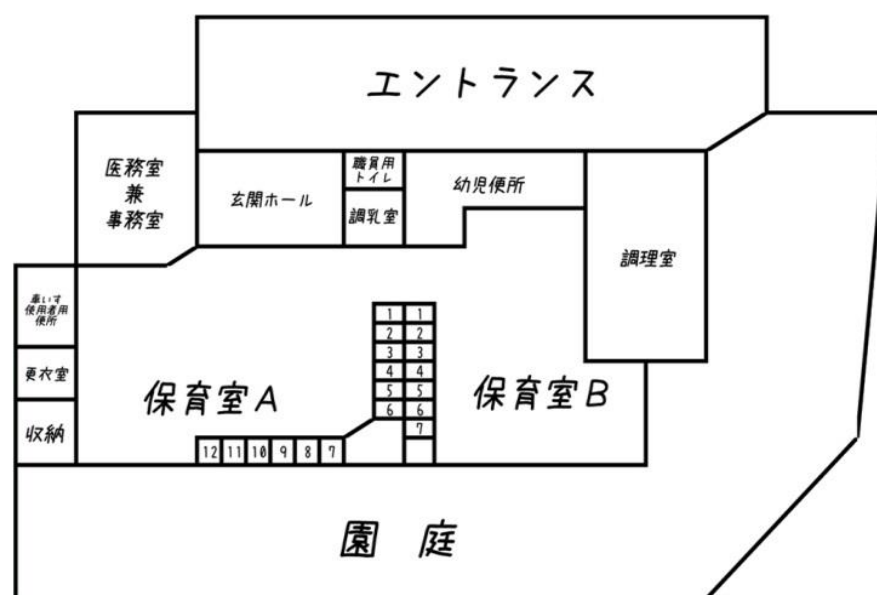 エントランス
医務室
兼
事務室
玄関ホール
職員用
トイレ
調乳室
幼児便所
調理室
車いす
使用者用
便所
更衣室
収納
保育室A
1 1
2 2
3 3
4 4
5 5
6 6
7
12 11 10 9 8 7
保育室B
園庭